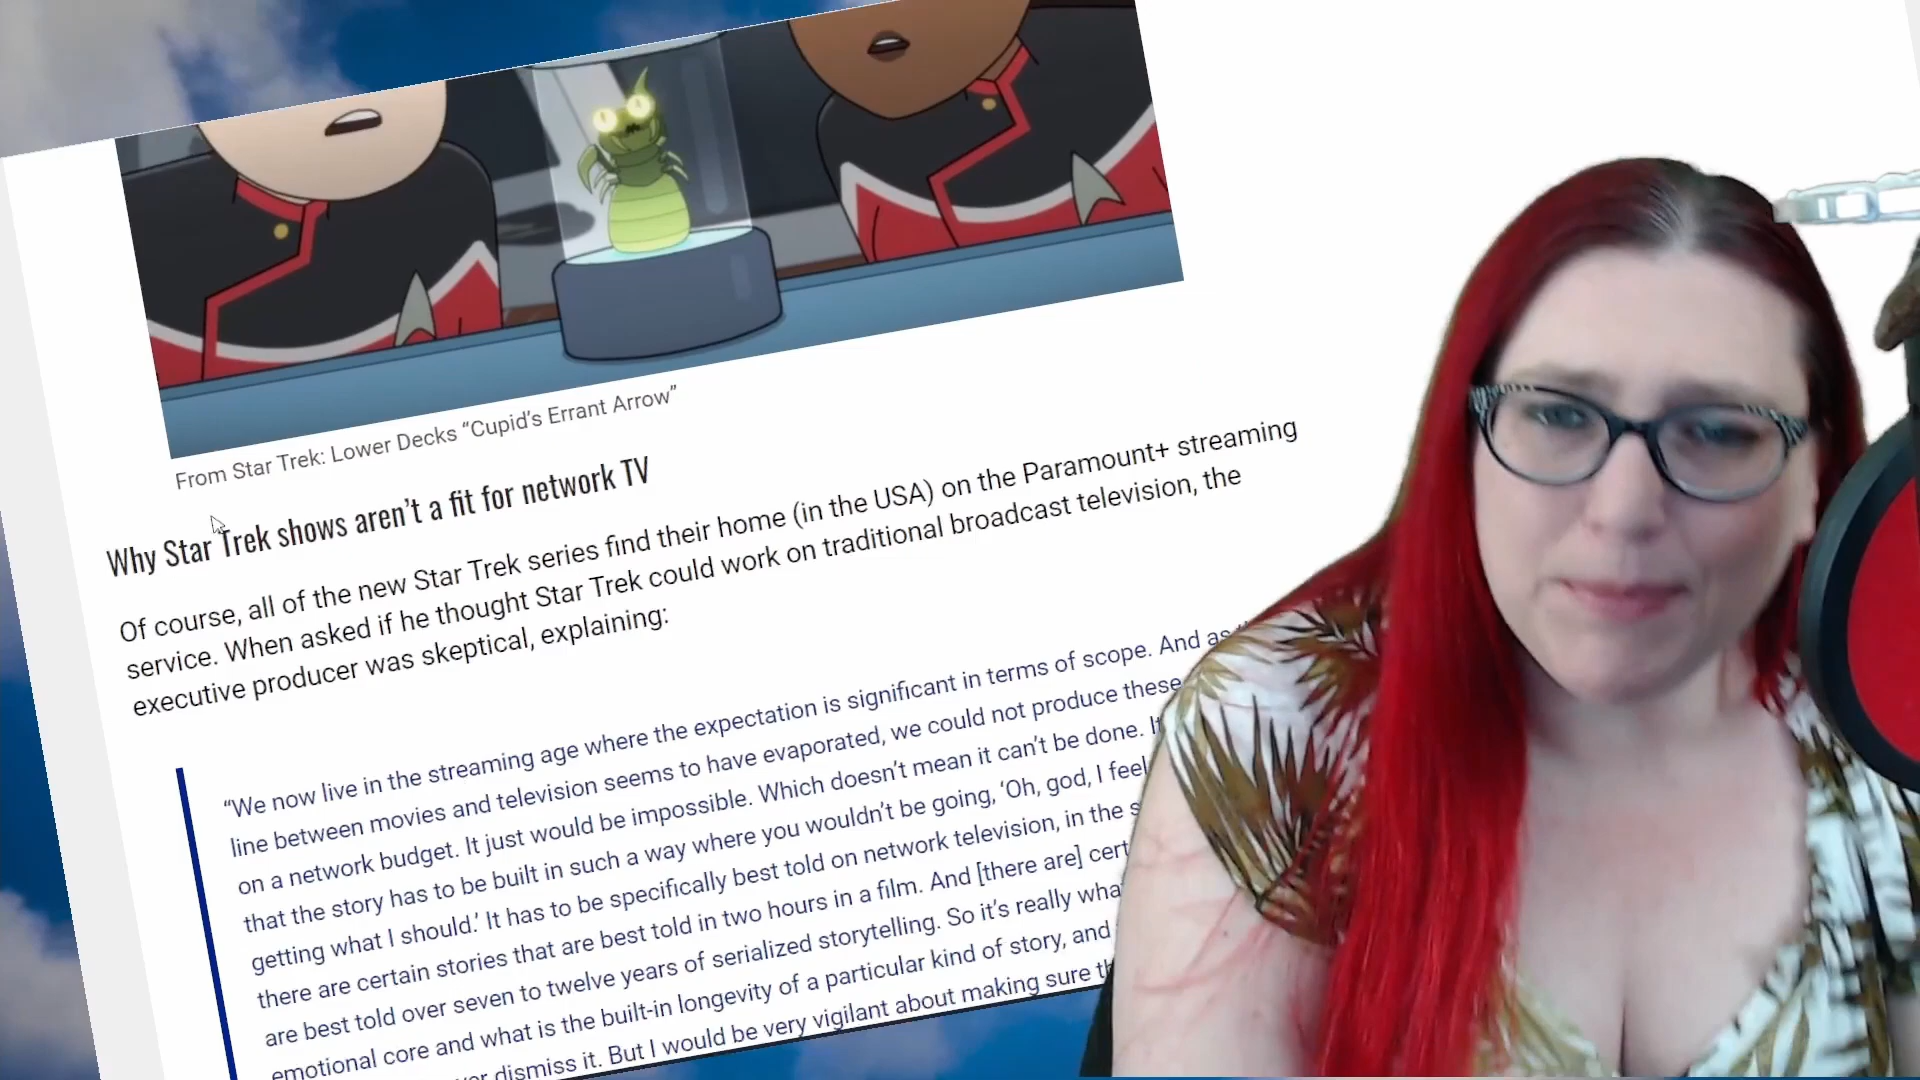 From Star Trek: Lower Decks “Cupid’s Errant Arrow”
Why Star Trek shows aren’t a fit for network TV
Of course, all of the new Star Trek series find their home (in the USA) on the Paramount+ streaming
service. When asked if he thought Star Trek could work on traditional broadcast television, the
executive producer was skeptical, explaining:
“We now live in the streaming age where the expectation is significant in terms of scope. And as
line between movies and television seems to have evaporated, we could not produce these
on a network budget. It just would be impossible. Which doesn’t mean it can’t be done. It
that the story has to be built in such a way where you wouldn’t be going, ‘Oh, god, I feel
getting what I should.’ It has to be specifically best told on network television, in the
there are certain stories that are best told in two hours in a film. And [there are]
are best told over seven to twelve years of serialized storytelling. So it’s really
emotional core and what is the built-in longevity of a particular kind of story, and
dismiss it. But I would be very vigilant about making sure